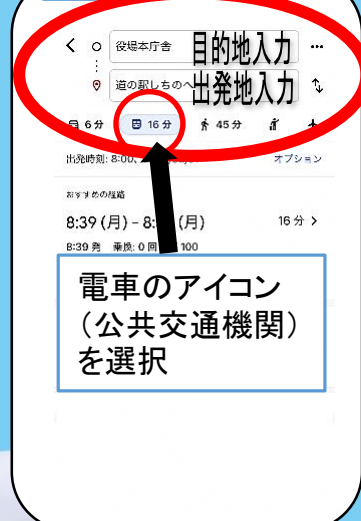 役場本庁舎 目的地入力
道の駅しちのへ 出発地入力
6分 16分 45分
出発時刻: 8:00, オプション
おすすめの経路
8:39 (月) – 8: (月) 16分
8:39 発 乗換: 0 回 100
電車のアイコン
（公共交通機関）
を選択